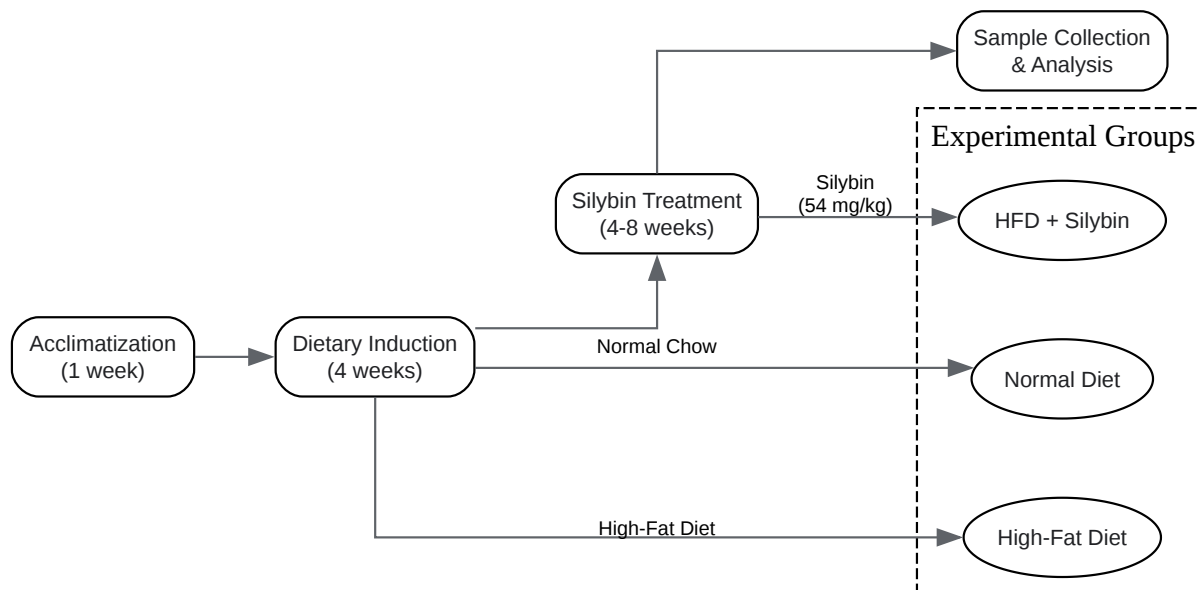 Sample Collection
& Analysis
Experimental Groups
Silybin Treatment
(4-8 weeks)
Silybin
(54 mg/kg)
HFD + Silybin
Acclimatization
(1 week)
Dietary Induction
(4 weeks)
Normal Chow
Normal Diet
High-Fat Diet
High-Fat Diet